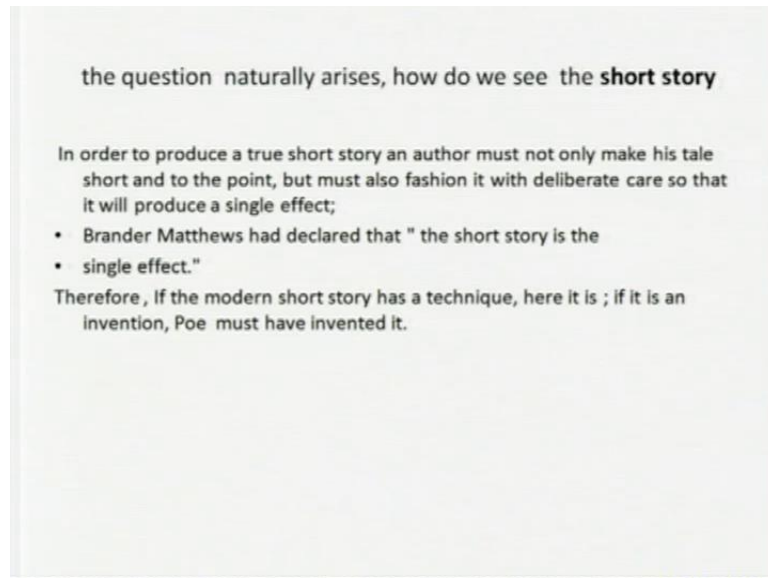 the question naturally arises, how do we see the short story
In order to produce a true short story an author must not only make his tale
short and to the point, but must also fashion it with deliberate care so that
it will produce a single effect;
• Brander Matthews had declared that " the short story is the
• single effect."
Therefore, If the modern short story has a technique, here it is ; if it is an
invention, Poe must have invented it.